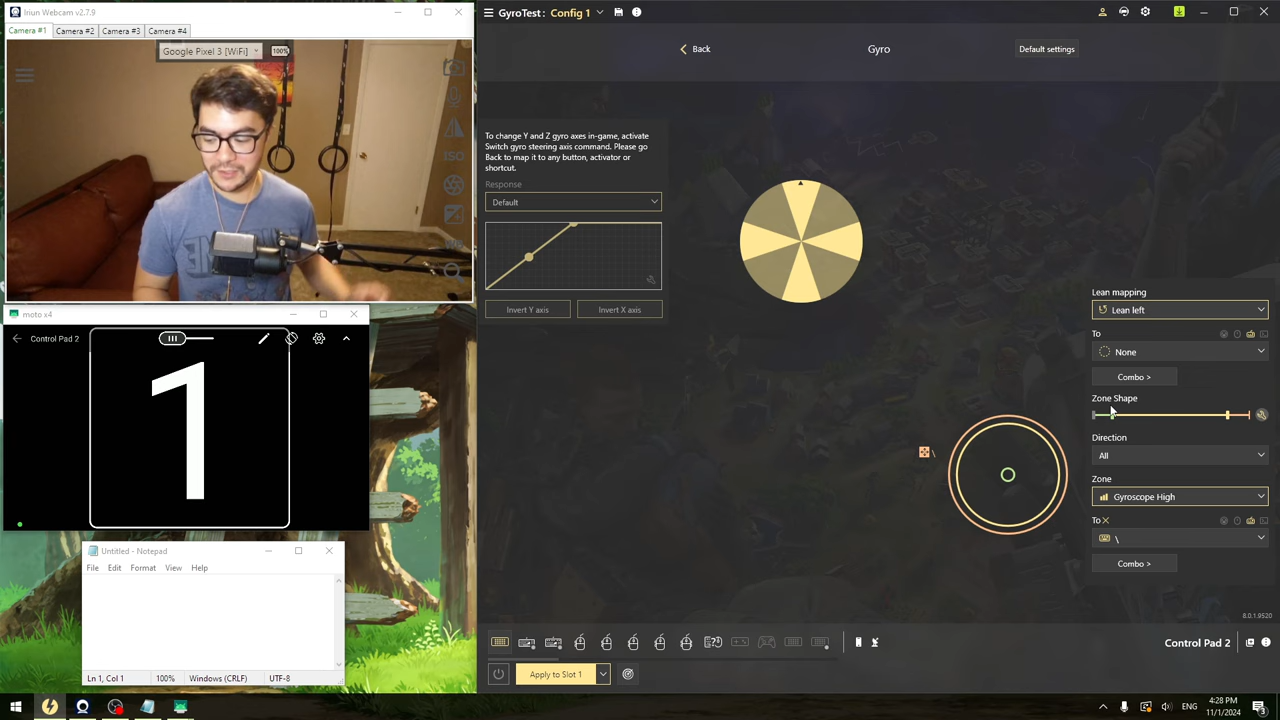 Iriun Webcam v2.7.9
Camera #1 Camera #2 Camera #3 Camera #4
Google Pixel 3 [WiFi] 100%
ISO
moto x4
Control Pad 2
1
Untitled - Notepad
File Edit Format View Help
Ln 1, Col 1 100% Windows (CRLF) UTF-8
GyroTest: Config 1
Back Gyro Default settings
To change Y and Z gyro axes in-game, activate
Switch gyro steering axis command. Please go
Back to map it to any button, activator or
shortcut.
Response
Default
Invert Y axis Invert X axis
\
Lean mapping
Lean left
To
None
Combo >
Zone Shape
Direction
All
Zone
Gyroscope High
To
\
Combo >
8.0.1.9520
Control Pad 2
Apply to Slot 1
ENG
4:28 PM
11/1/2024